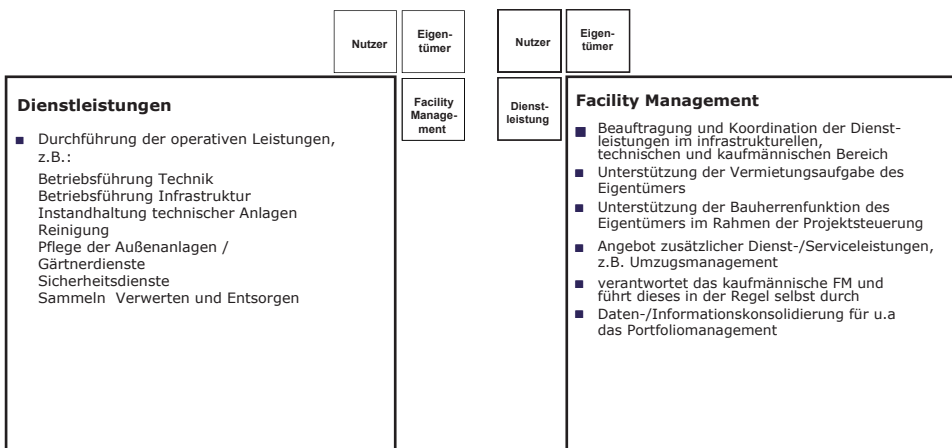 Nutzer
Eigen-
tümer
Dienstleistungen
Durchführung der operativen Leistungen,
z.B.:
Betriebsführung Technik
Betriebsführung Infrastruktur
Instandhaltung technischer Anlagen
Reinigung
Pflege der Außenanlagen /
Gärtnerdienste
Sicherheitsdienste
Sammeln Verwerten und Entsorgen
Facility
Manage-
ment
Nutzer
Eigen-
tümer
Dienst-
leistung
Facility Management
Beauftragung und Koordination der Dienst-
leistungen im infrastrukturellen,
technischen und kaufmännischen Bereich
Unterstützung der Vermietungsaufgabe des
Eigentümers
Unterstützung der Bauherrenfunktion des
Eigentümers im Rahmen der Projektsteuerung
Angebot zusätzlicher Dienst-/Serviceleistungen,
z.B. Umzugsmanagement
verantwortet das kaufmännische FM und
führt dieses in der Regel selbst durch
Daten-/Informationskonsolidierung für u.a
das Portfoliomanagement